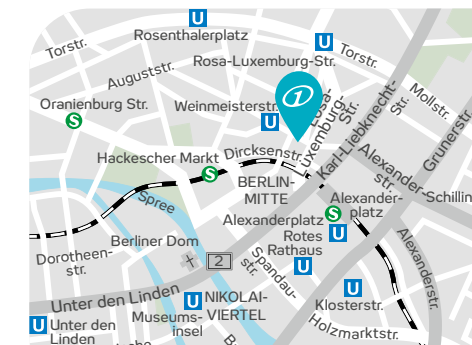 U
Rosenthalerplatz
U
Torstr.
Torstr.
Rosa-Luxemburg-Str.
Auguststr.
Oranienburg Str.
S
Weinmeisterstr.
U
Rosa-
Luxemburg-
Str.
Karl-Liebknecht-
Str.
Mollstr.
Grunerstr.
Hackescher Markt
S
Dircksenstr.
Alexander-
str.
Schilling
BERLIN-
MITTE
Spree
Alexander-
platz
Alexanderplatz
S
U
Rotes
Rathaus
U
Berliner Dom
2
Dorotheen-
str.
Spandau-
str.
Alexanderstr.
Unter den Linden
U
NIKOLAI-
VIERTEL
U
Klosterstr.
U
Unter den
Linden
Museums-
insel
Holzmarktstr.